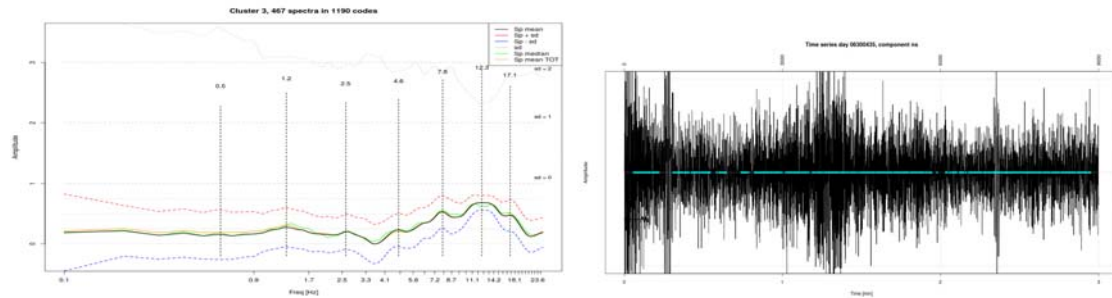 Cluster 3, 467 spectra in 1190 codes
Sp mean
Sp + sd
Sp - sd
sd
Sp median
Sp mean TOT
sd = 2
sd = 1
sd = 0
0.5
1.2
2.5
4.6
7.8
12.3
17.1
3
2
1
0
Amplitude
0.1
0.9
1.7
2.5
3.3
4.1
5.6
7.2
8.7
11.1
14.2
18.1
23.6
Freq [Hz]
Time series day 06300435, component ns
Amplitude
Time [min]